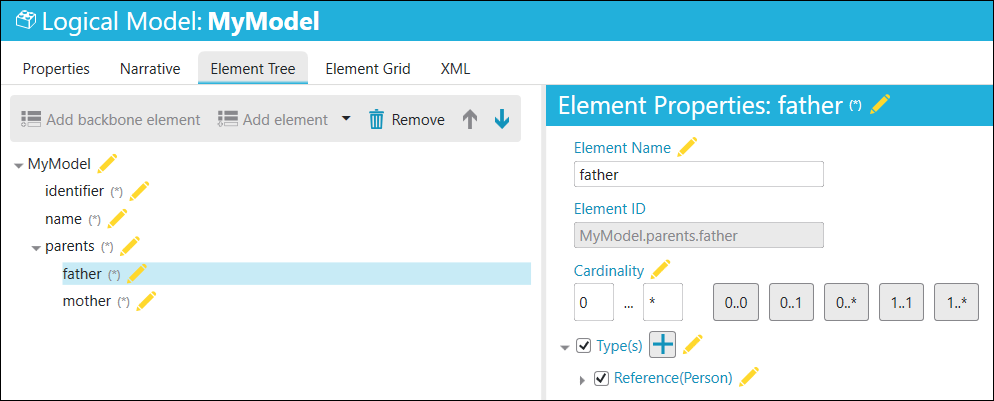 Logical Model: MyModel
Properties Narrative Element Tree Element Grid XML
Add backbone element Add element Remove
MyModel
identifier (*)
name (*)
parents (*)
father (*)
mother (*)
Element Properties: father (*)
Element Name
father
Element ID
MyModel.parents.father
Cardinality
0 ... * 0..0 0..1 0..* 1..1 1..*
Type(s)
Reference(Person)